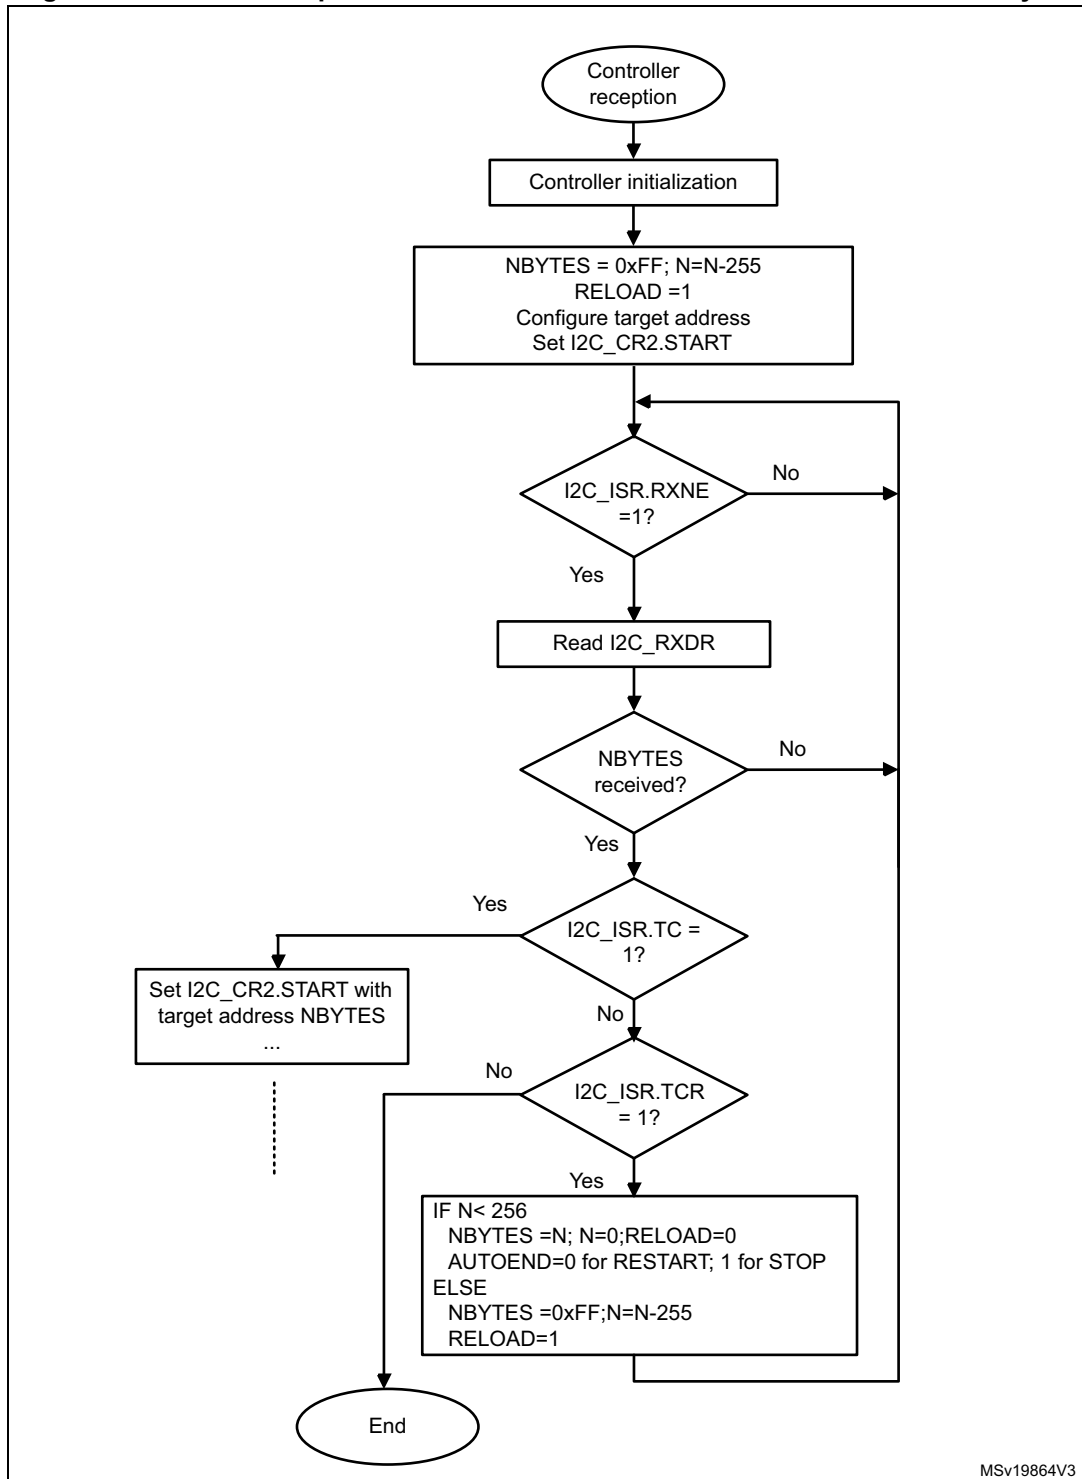 Controller
reception
Controller initialization
NBYTES = 0xFF; N=N-255
RELOAD =1
Configure target address
Set I2C_CR2.START
I2C_ISR.RXNE
=1?
No
Yes
Read I2C_RXDR
NBYTES
received?
No
Yes
I2C_ISR.TC =
1?
Yes
Set I2C_CR2.START with
target address NBYTES
...
No
I2C_ISR.TCR
= 1?
No
Yes
IF N< 256
NBYTES =N; N=0;RELOAD=0
AUTOEND=0 for RESTART; 1 for STOP
ELSE
NBYTES =0xFF;N=N-255
RELOAD=1
End
MSv19864V3